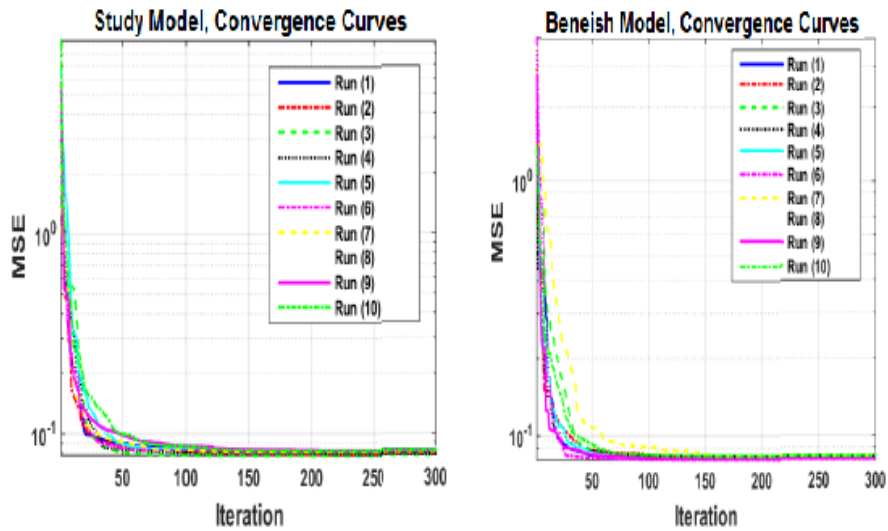 Study Model, Convergence Curves
MSE
10^0
10^-1
Run (1)
Run (2)
Run (3)
Run (4)
Run (5)
Run (6)
Run (7)
Run (8)
Run (9)
Run (10)
50
100
150
200
250
300
Iteration
Beneish Model, Convergence Curves
MSE
10^0
10^-1
Run (1)
Run (2)
Run (3)
Run (4)
Run (5)
Run (6)
Run (7)
Run (8)
Run (9)
Run (10)
50
100
150
200
250
300
Iteration